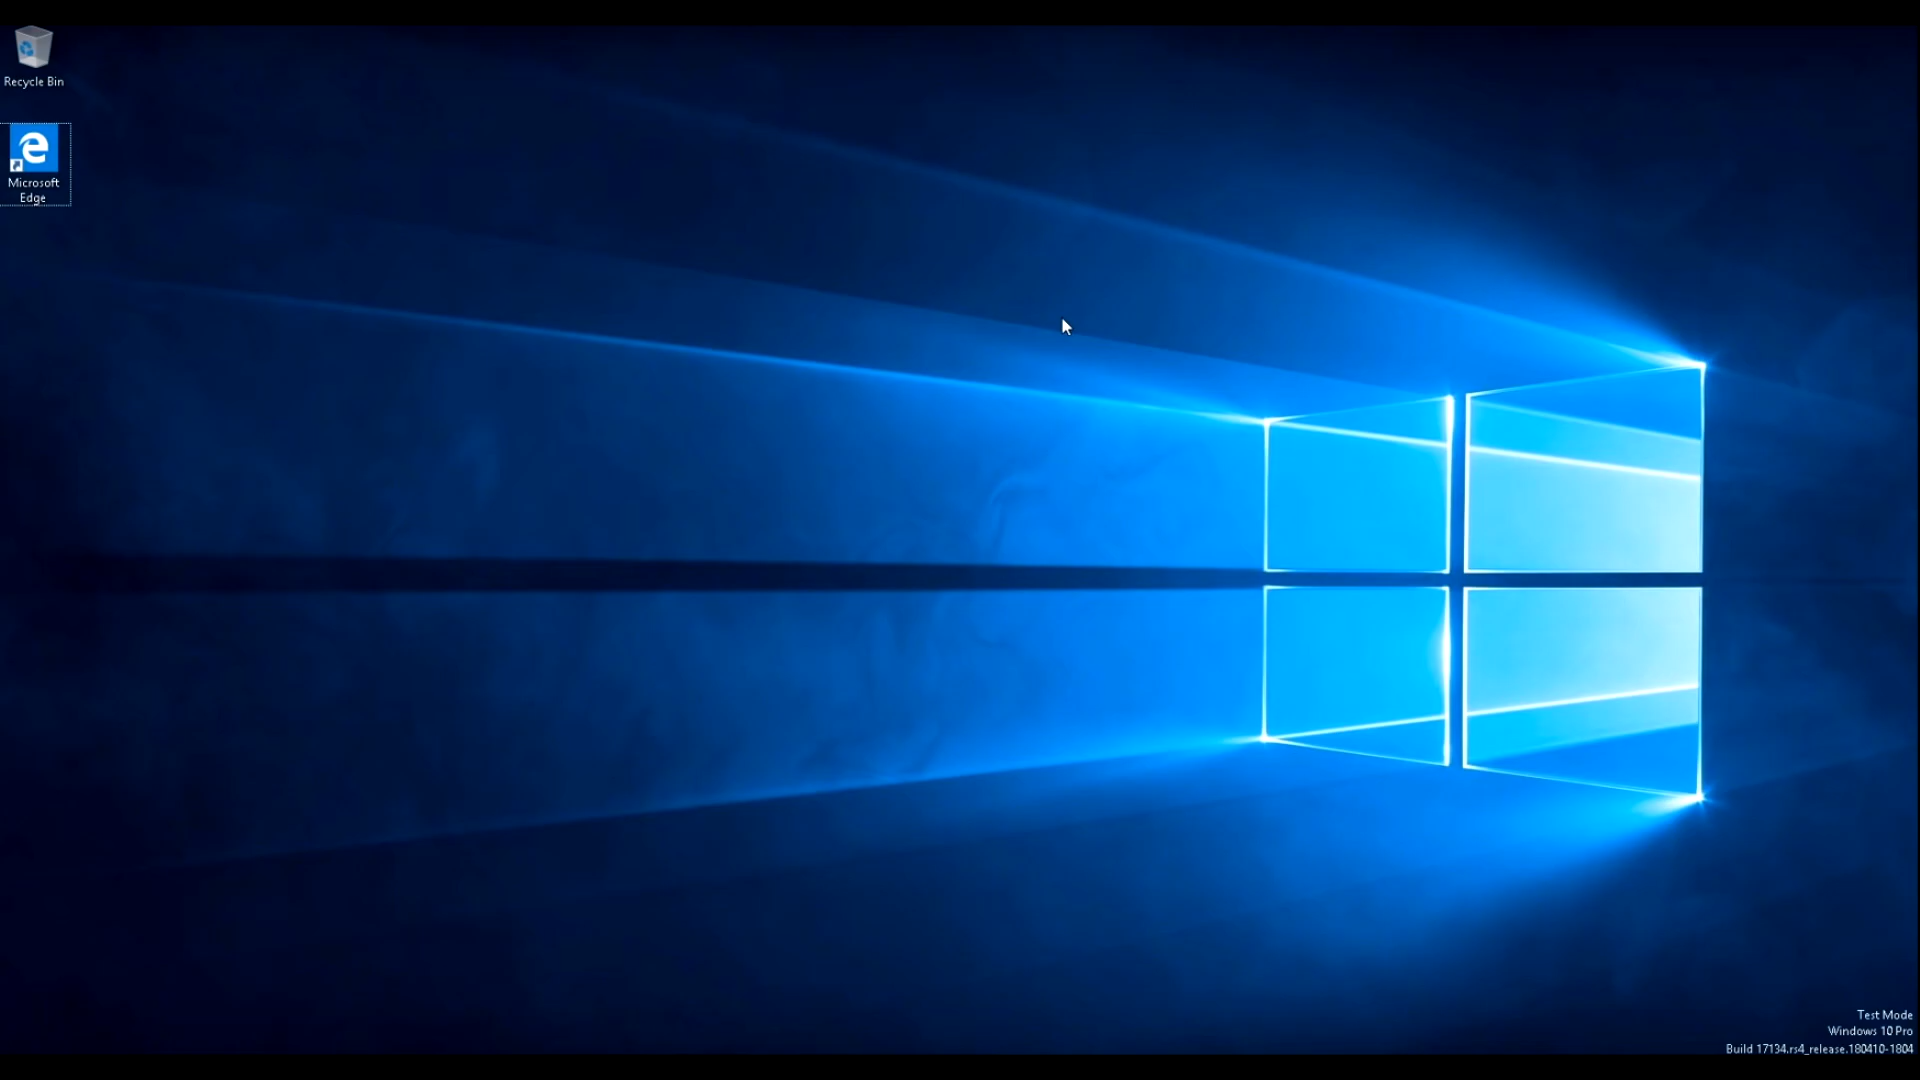 Recycle Bin
Microsoft
Edge
Test Mode
Windows 10 Pro
Build 17134.rs4_release.180410-1804